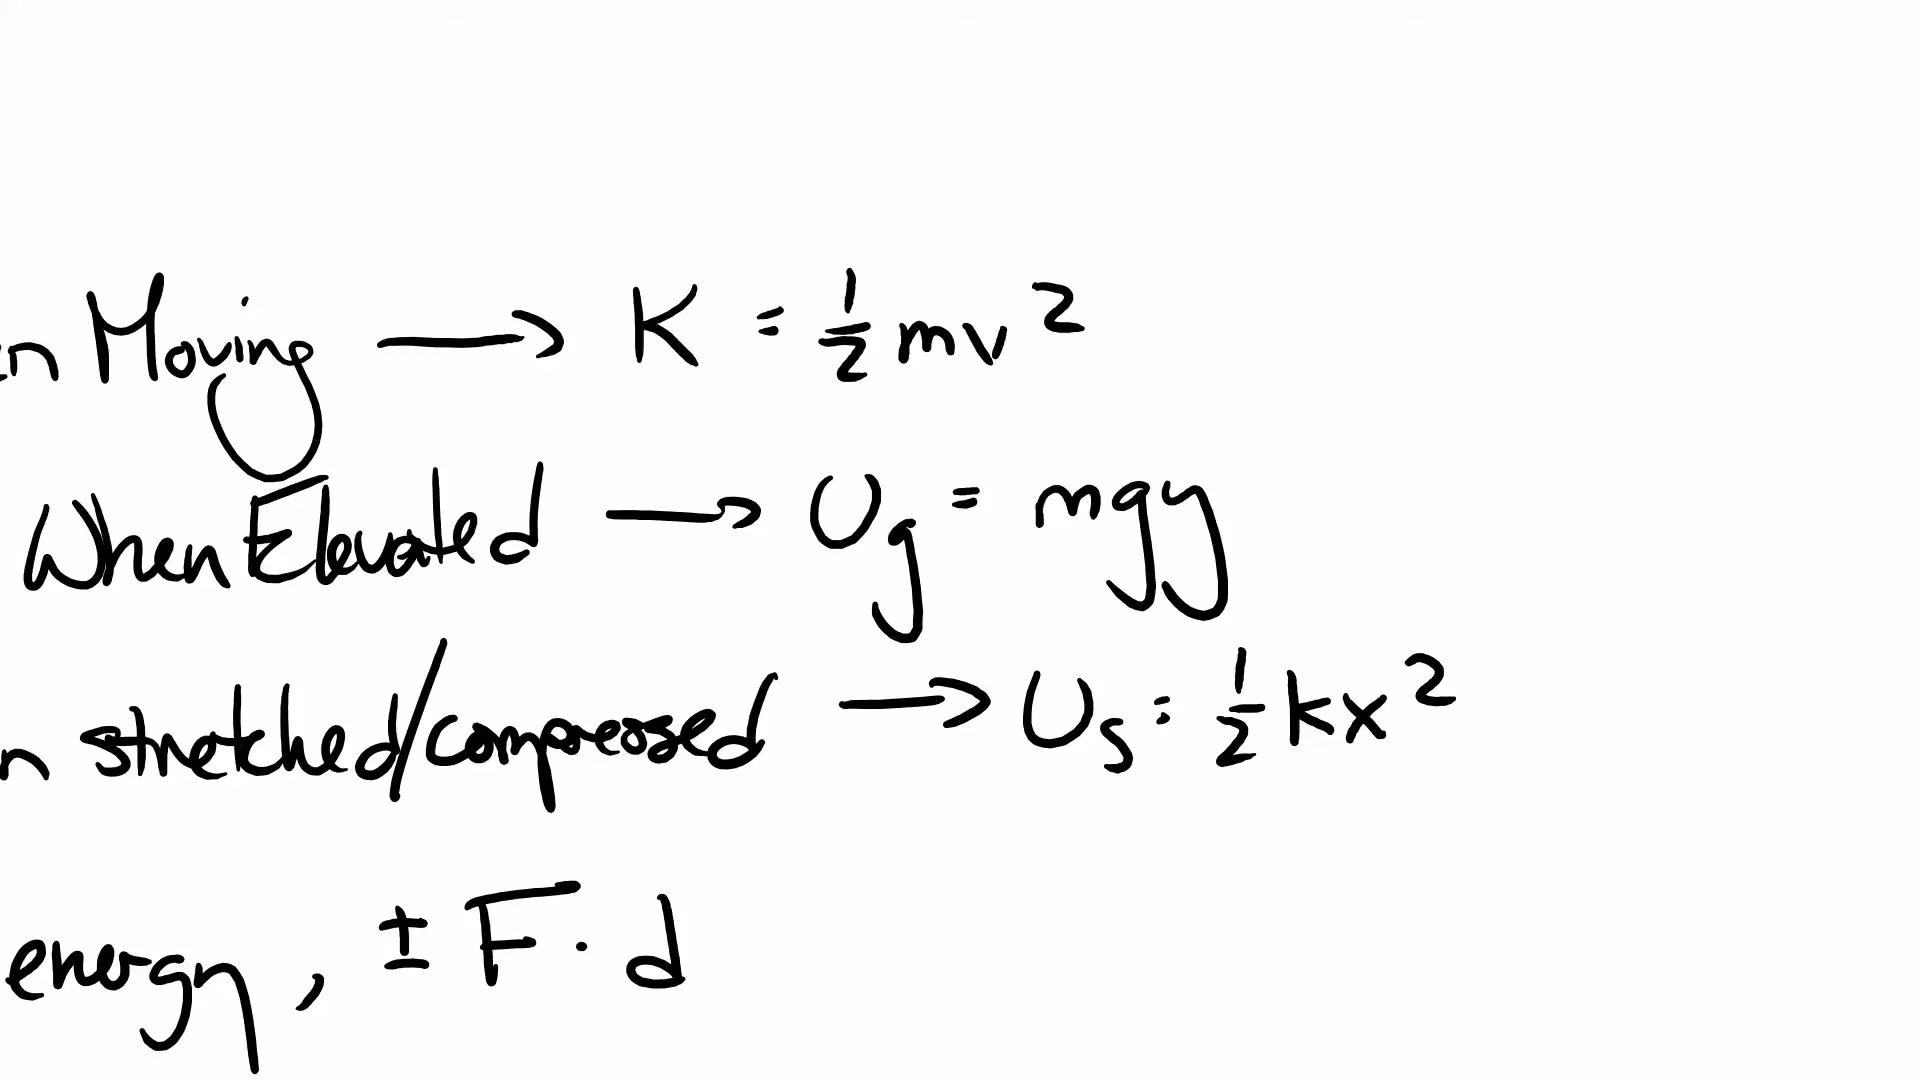 n Moving → K = ½mv²
When Elevated → Ug = mgy
n stretched/compressed → Us = ½kx²
energy, ± F · d